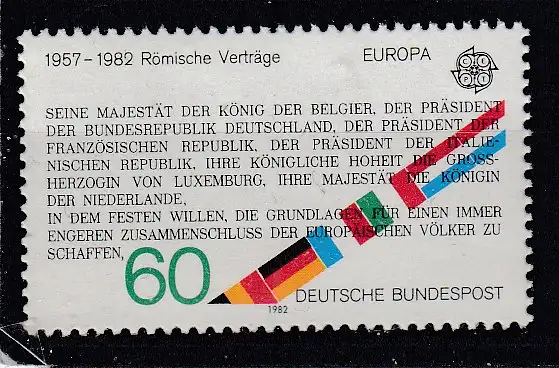 1957-1982 Römische Verträge
EUROPA
CEPT
SEINE MAJESTÄT DER KÖNIG DER BELGIER, DER PRÄSIDENT
DER BUNDESREPUBLIK DEUTSCHLAND, DER PRÄSIDENT DER
FRANZÖSISCHEN REPUBLIK, DER PRÄSIDENT DER ITALIE-
NISCHEN REPUBLIK, IHRE KÖNIGLICHE HOHEIT DIE GROSS-
HERZOGIN VON LUXEMBURG, IHRE MAJESTÄT DIE KÖNIGIN
DER NIEDERLANDE,
IN DEM FESTEN WILLEN, DIE GRUNDLAGEN FÜR EINEN IMMER
ENGEREN ZUSAMMENSCHLUSS DER EUROPÄISCHEN VÖLKER ZU
SCHAFFEN,
60
DEUTSCHE BUNDESPOST
1982